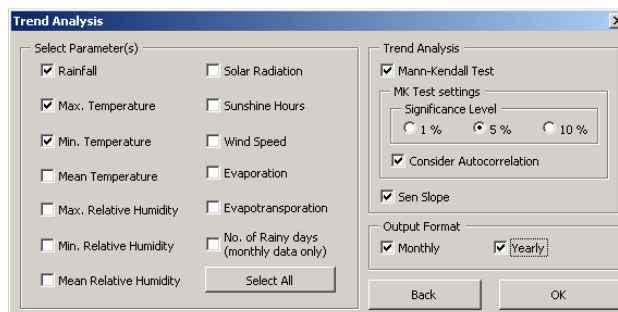 Trend Analysis
Select Parameter(s)
Rainfall
Max. Temperature
Min. Temperature
Mean Temperature
Max. Relative Humidity
Min. Relative Humidity
Mean Relative Humidity
Solar Radiation
Sunshine Hours
Wind Speed
Evaporation
Evapotransporation
No. of Rainy days
(monthly data only)
Select All
Trend Analysis
Mann-Kendall Test
MK Test settings
Significance Level
1 % 5 % 10 %
Consider Autocorrelation
Sen Slope
Output Format
Monthly Yearly
Back OK